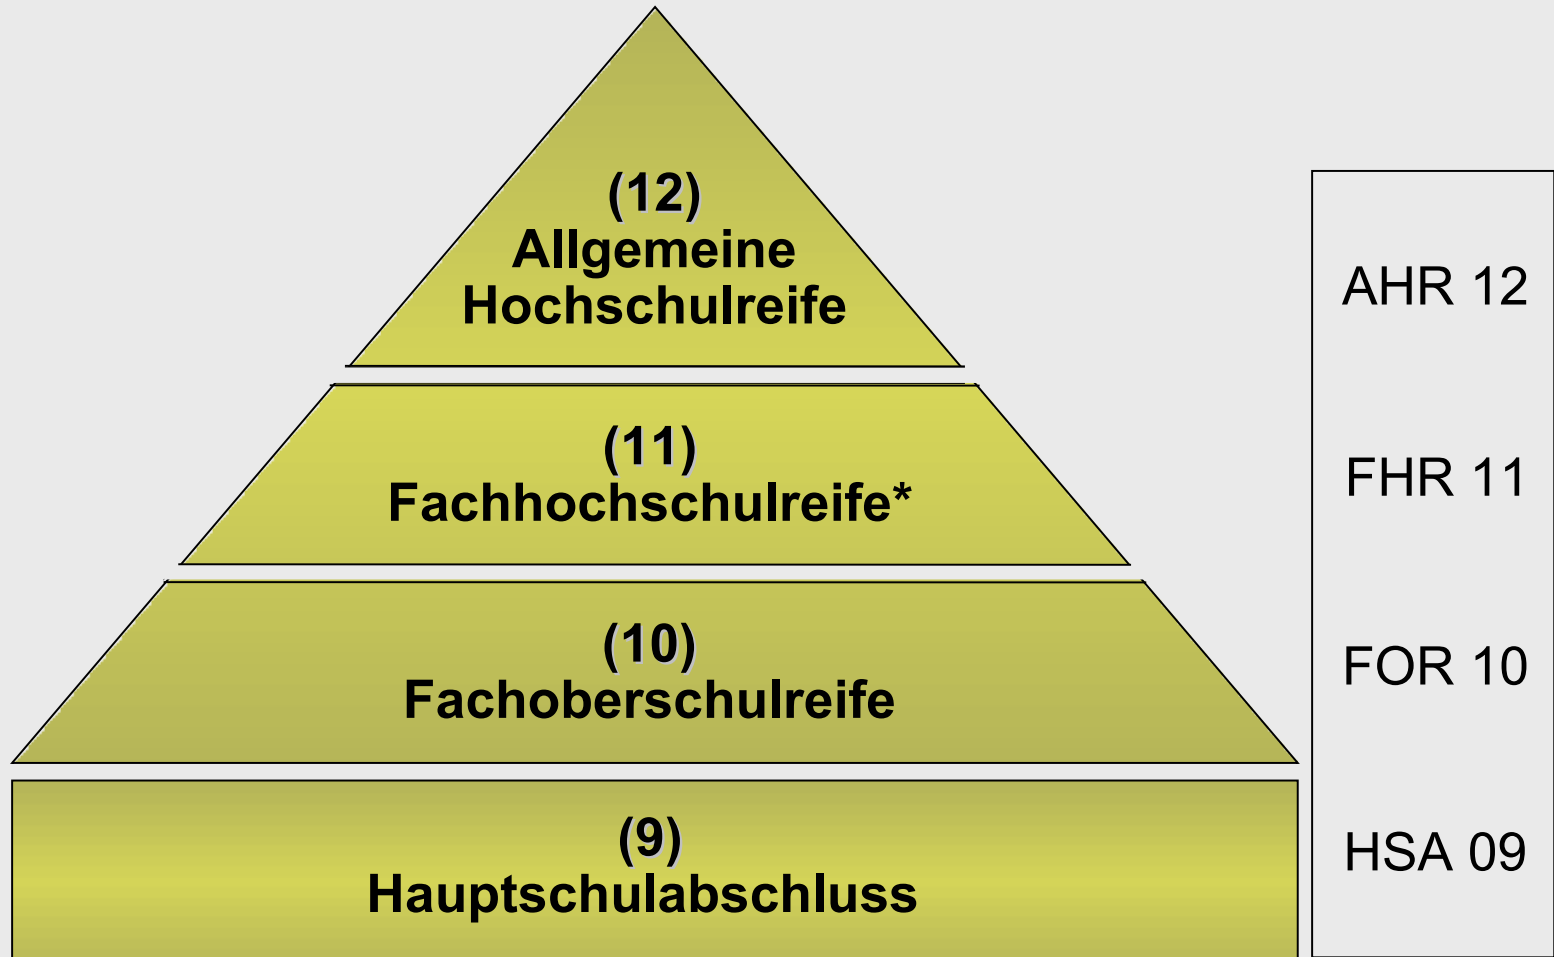 (12)
Allgemeine
Hochschulreife
AHR 12
(11)
Fachhochschulreife*
FHR 11
(10)
Fachoberschulreife
FOR 10
(9)
Hauptschulabschluss
HSA 09